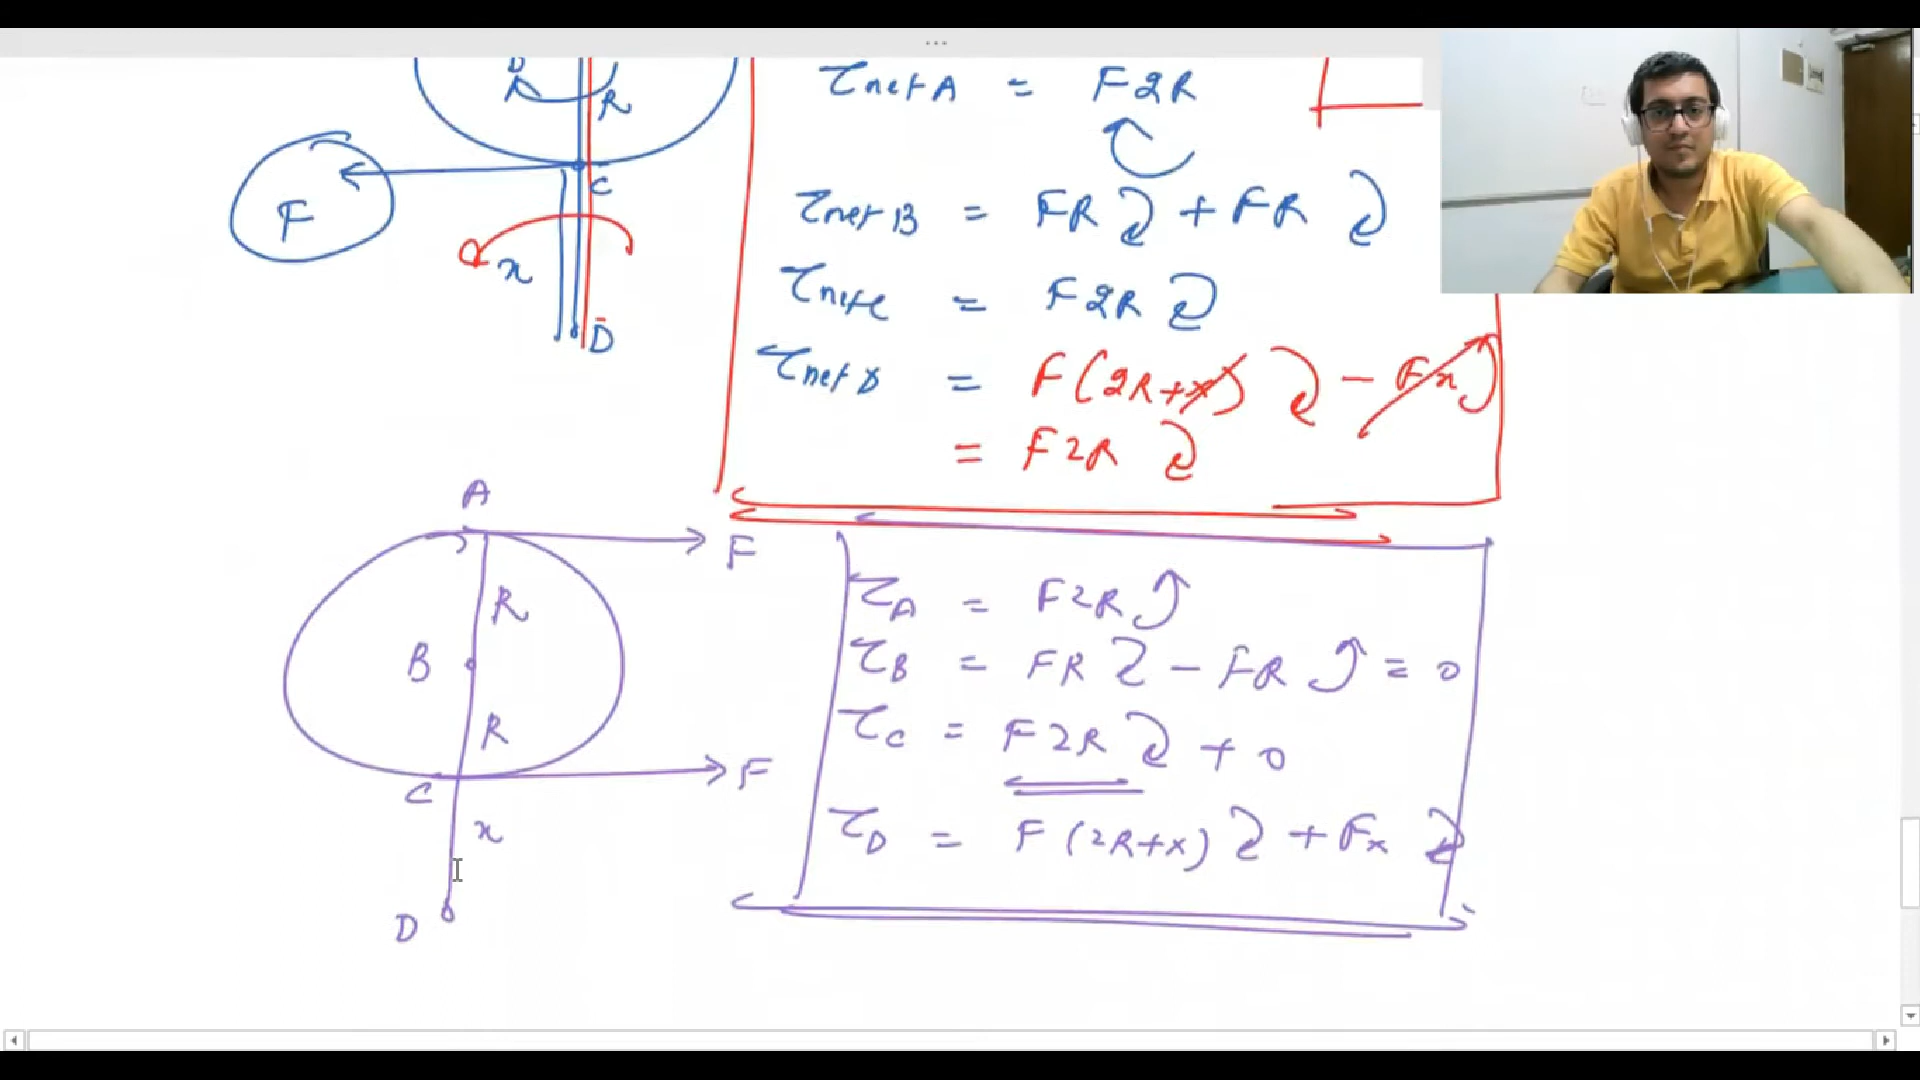 R
C
F
x
D
τnet A = F2R
τnet B = FR ⤸ + FR ⤸
τnet C = F2R ⤸
τnet D = F(2R+x) ⤸ - Fx ⤴
= F2R ⤸
A
F
R
B
R
C
F
x
D
τA = F2R ⤴
τB = FR ⤸ - FR ⤴ = 0
τC = F2R ⤸ + 0
τD = F(2R+x) ⤸ + Fx ⤸